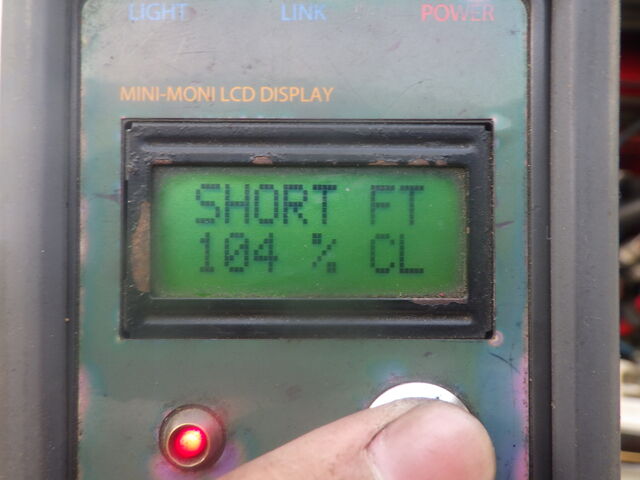 LIGHT LINK POWER
MINI-MONI LCD DISPLAY
SHORT FT
104 % CL